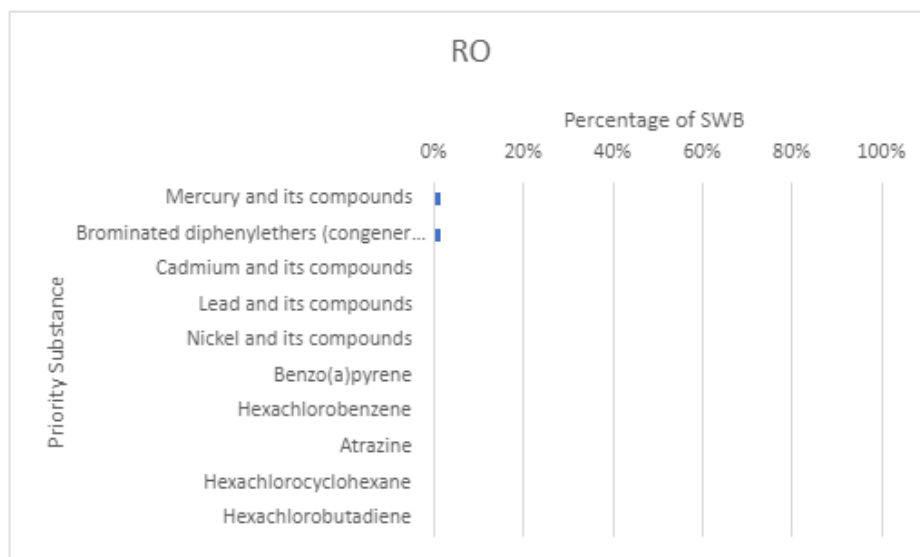 RO
Percentage of SWB
0% 20% 40% 60% 80% 100%
Priority Substance
Mercury and its compounds
Brominated diphenylethers (congener...
Cadmium and its compounds
Lead and its compounds
Nickel and its compounds
Benzo(a)pyrene
Hexachlorobenzene
Atrazine
Hexachlorocyclohexane
Hexachlorobutadiene